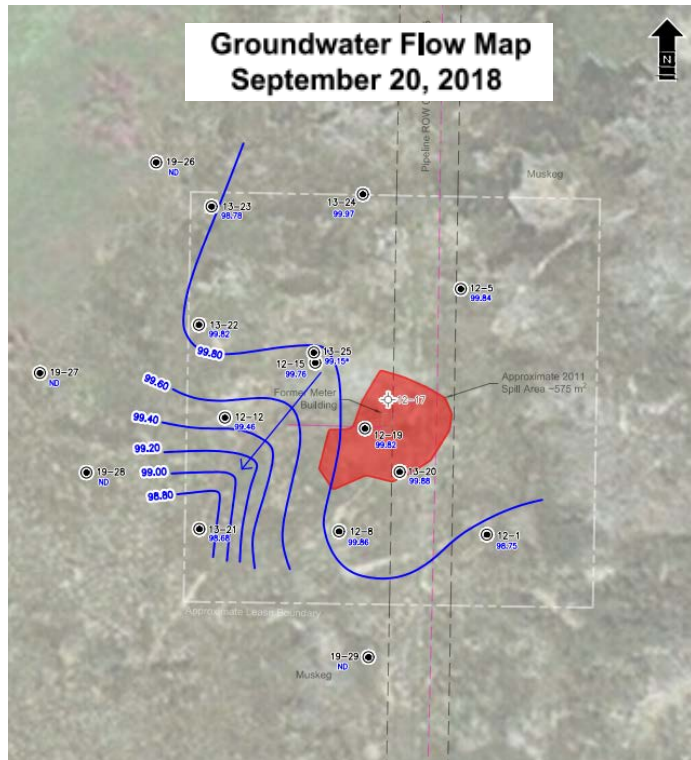 Groundwater Flow Map
September 20, 2018
N
Pipeline ROW
Muskeg
19-26
ND
13-23
98.78
13-24
99.97
12-5
99.84
13-22
99.82
99.80
13-25
99.15*
12-15
99.76
19-27
ND
99.60
Former Meter
Building
12-17
Approximate 2011
Spill Area ~575 m²
99.40
12-12
99.46
12-19
99.82
99.20
99.00
19-28
ND
13-20
99.88
98.80
13-21
98.68
12-8
99.86
12-1
98.75
Approximate Lease Boundary
19-29
ND
Muskeg